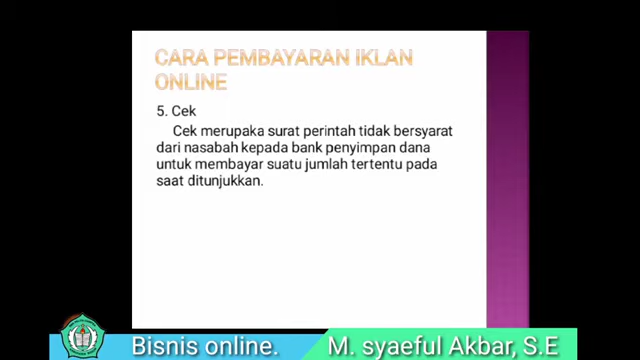 CARA PEMBAYARAN IKLAN
ONLINE
5. Cek
Cek merupaka surat perintah tidak bersyarat
dari nasabah kepada bank penyimpan dana
untuk membayar suatu jumlah tertentu pada
saat ditunjukkan.
Bisnis online. M. syaeful Akbar, S.E